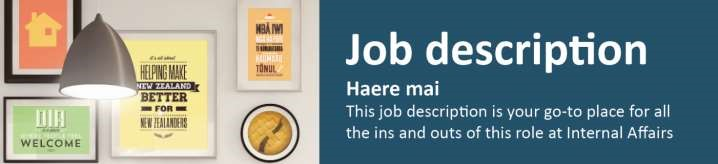 it's all about
HELPING MAKE
NEW ZEALAND
BETTER
FOR
NEW ZEALANDERS
NGĀ IWI
TŌNUI
DIA
WELCOME
Job description
Haere mai
This job description is your go-to place for all
the ins and outs of this role at Internal Affairs